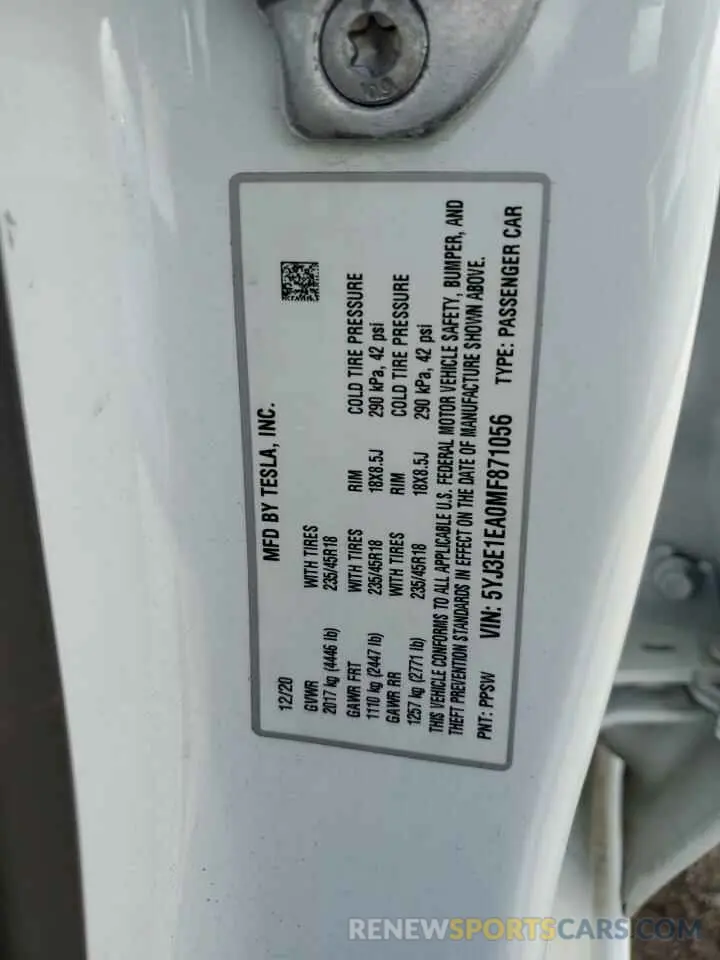 10.9
MFD BY TESLA, INC.
12/20
GVWR WITH TIRES
2017 kg (4446 lb) 235/45R18
GAWR FRT WITH TIRES RIM COLD TIRE PRESSURE
1110 kg (2447 lb) 235/45R18 18X8.5J 290 kPa, 42 psi
GAWR RR WITH TIRES RIM COLD TIRE PRESSURE
1257 kg (2771 lb) 235/45R18 18X8.5J 290 kPa, 42 psi
THIS VEHICLE CONFORMS TO ALL APPLICABLE U.S. FEDERAL MOTOR VEHICLE SAFETY, BUMPER, AND
THEFT PREVENTION STANDARDS IN EFFECT ON THE DATE OF MANUFACTURE SHOWN ABOVE.
PNT: PPSW VIN: 5YJ3E1EA0MF871056 TYPE: PASSENGER CAR
RENEWSPORTSCARS.COM